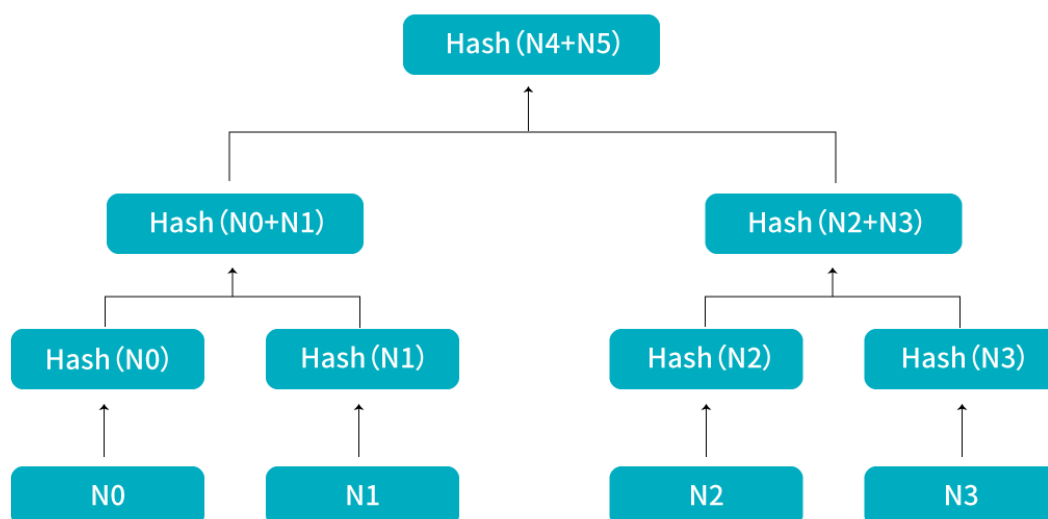 Hash(N4+N5)
Hash(N0+N1)
Hash(N2+N3)
Hash(N0)
Hash(N1)
Hash(N2)
Hash(N3)
N0
N1
N2
N3